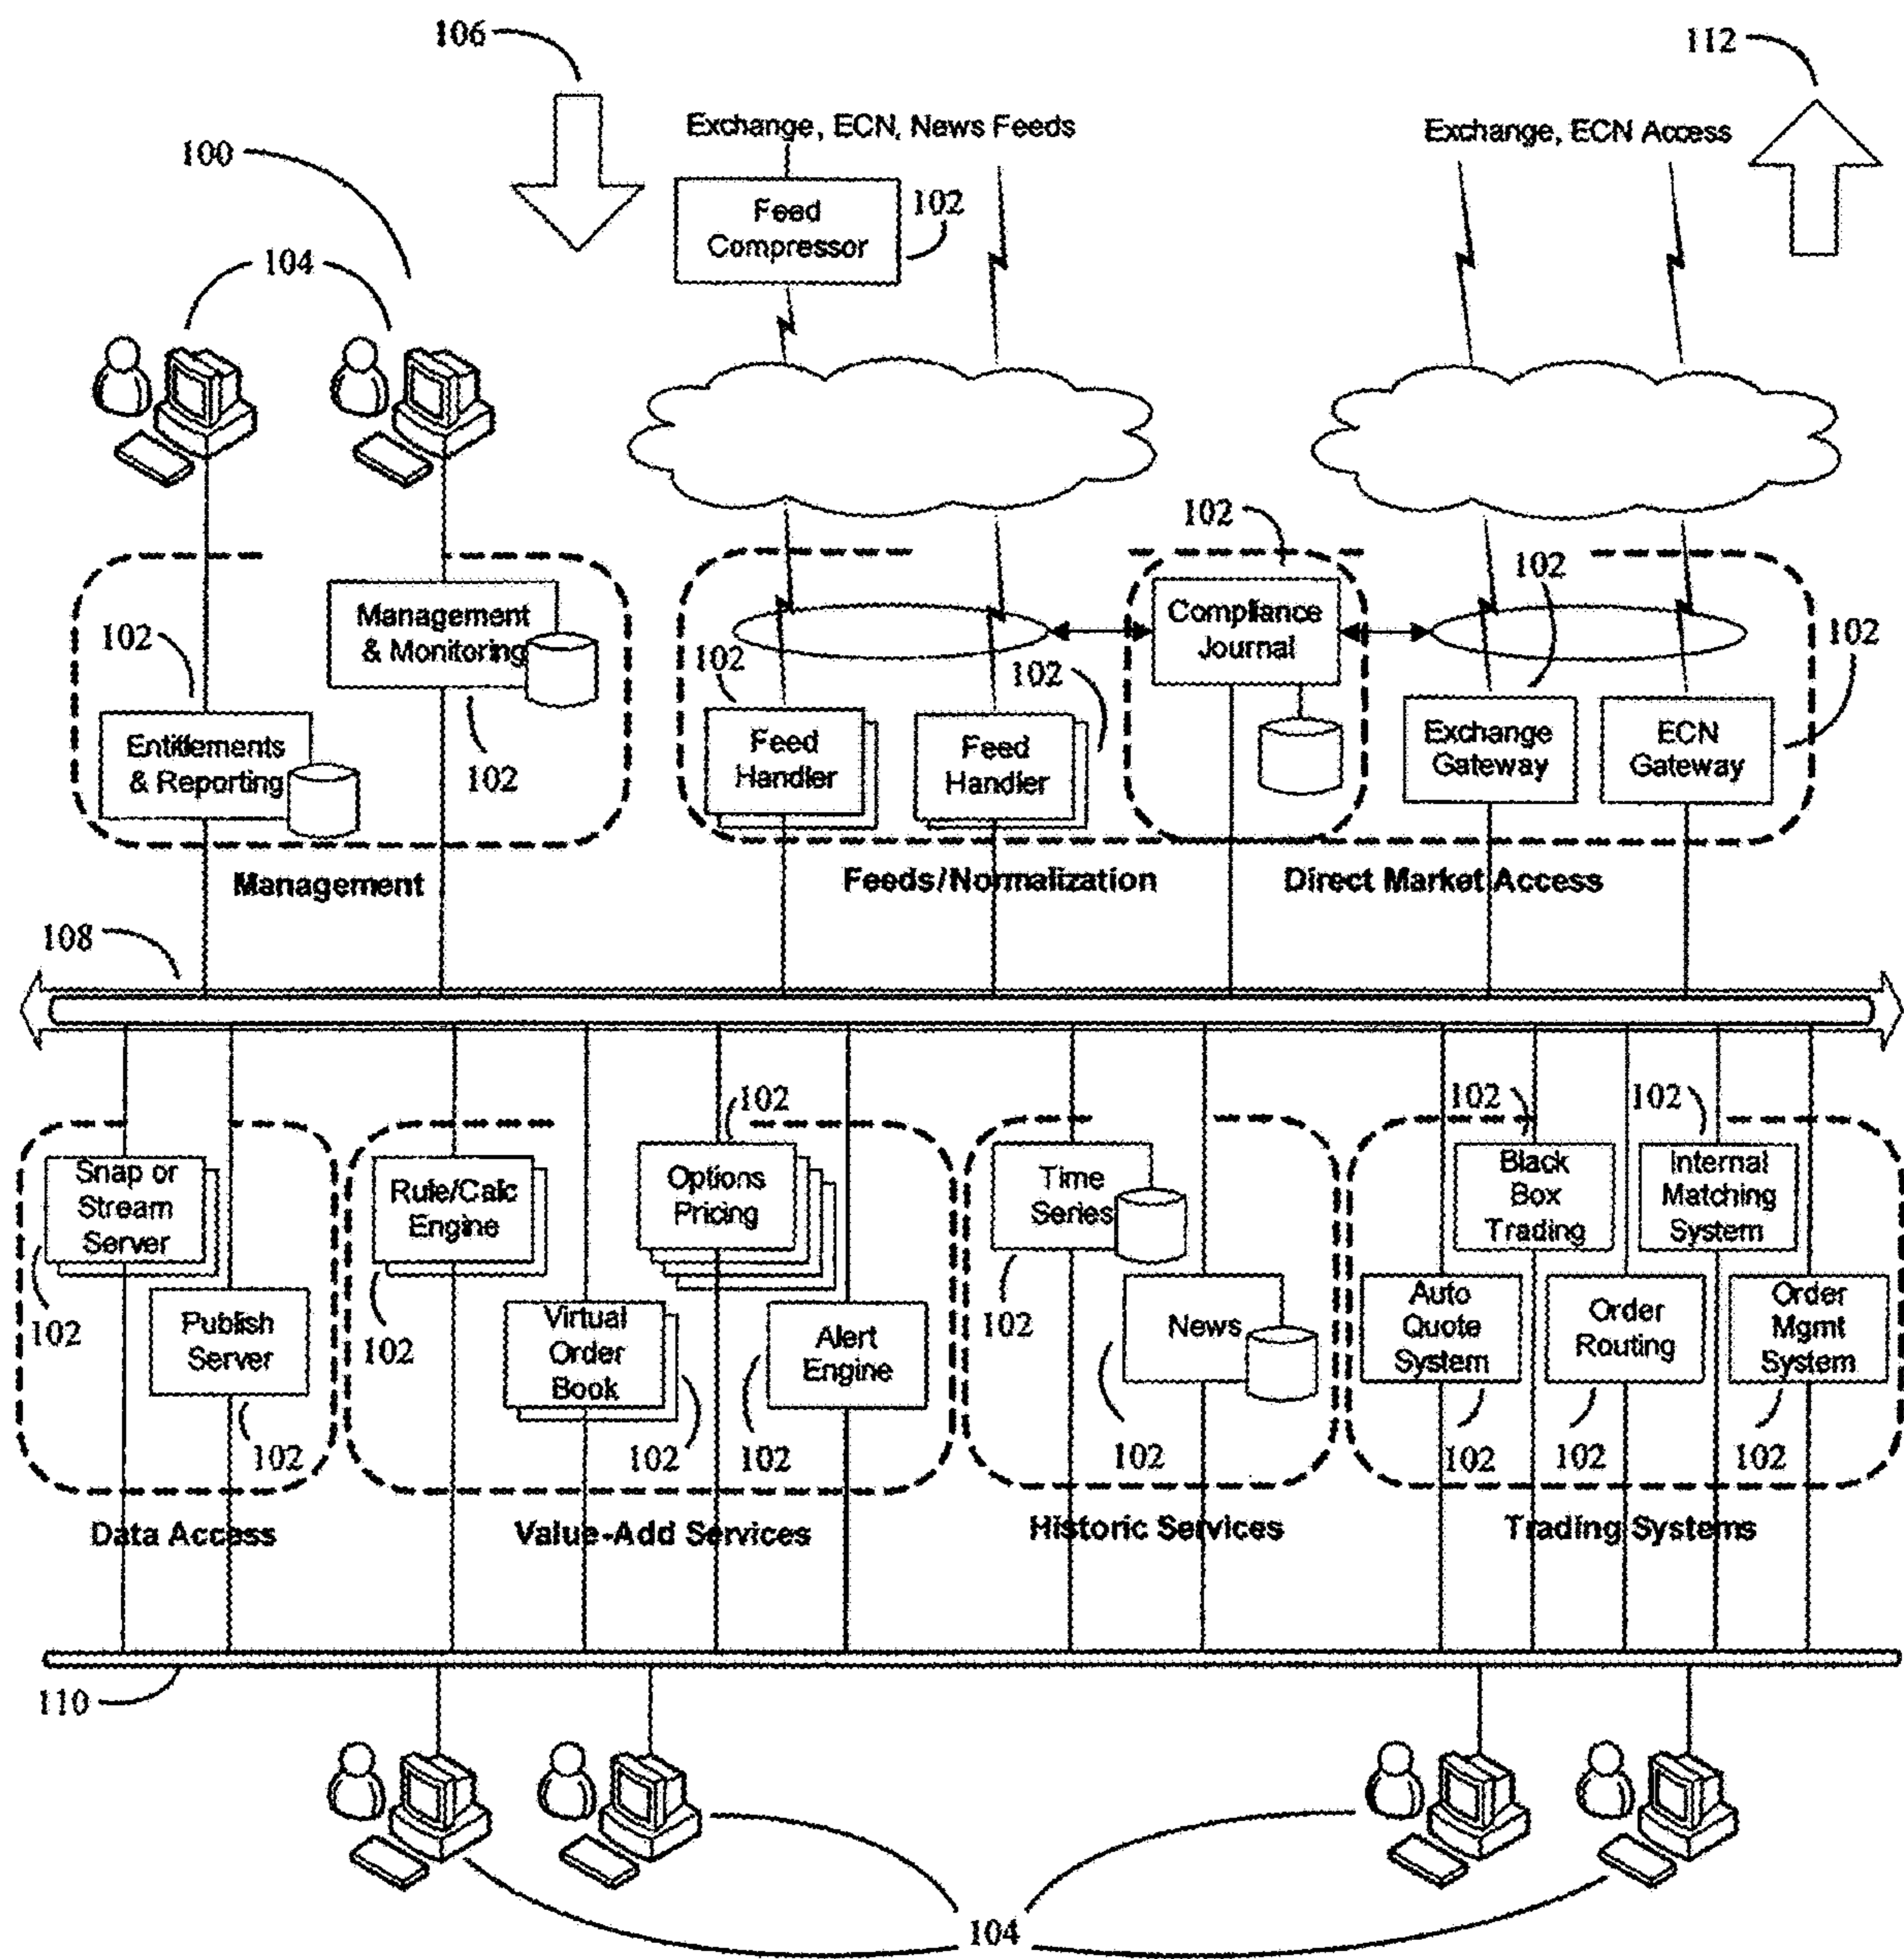 106
112
Exchange, ECN, News Feeds
Exchange, ECN Access
100
Feed
Compressor
102
104
102
Management
& Monitoring
102
Compliance
Journal
102
102
102
102
102
Entitlements
& Reporting
102
Feed
Handler
Feed
Handler
Exchange
Gateway
ECN
Gateway
Management
Feeds/Normalization
Direct Market Access
108
102
102
102
Snap or
Stream
Server
Rule/Calc
Engine
Options
Pricing
Time
Series
Black
Box
Trading
Internal
Matching
System
102
102
102
Publish
Server
Virtual
Order
Book
Alert
Engine
News
Auto
Quote
System
Order
Routing
Order
Mgmt
System
102
102
102
102
102
102
102
Data Access
Value-Add Services
Historic Services
Trading Systems
110
104